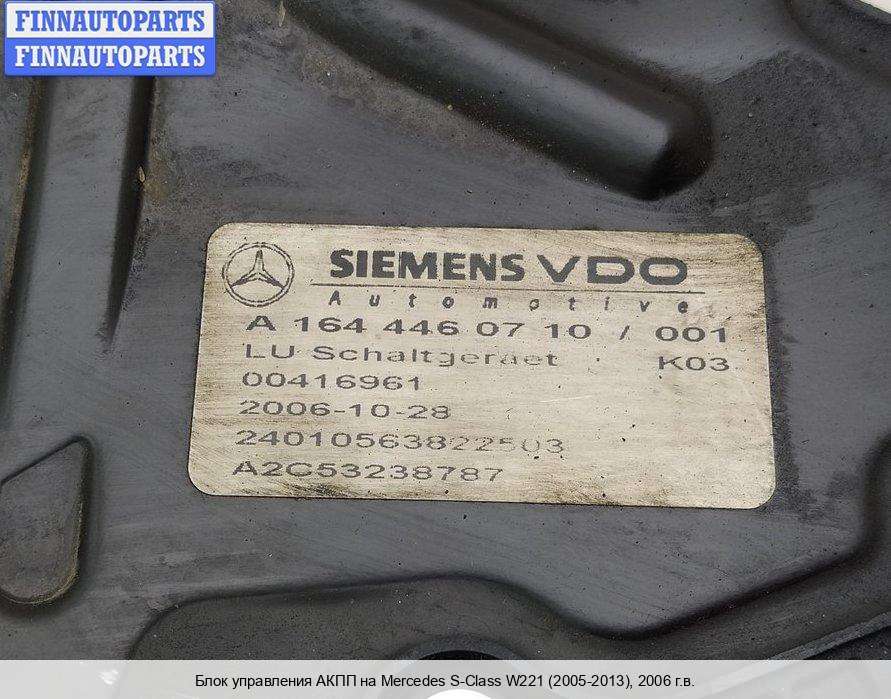 FINNAUTOPARTS
FINNAUTOPARTS
SIEMENS VDO
Automotive
A 164 446 07 10 / 001
LU Schaltgeraet K03
00416961
2006-10-28
24010563822503
A2C53238787
Блок управления АКПП на Mercedes S-Class W221 (2005-2013), 2006 г.в.